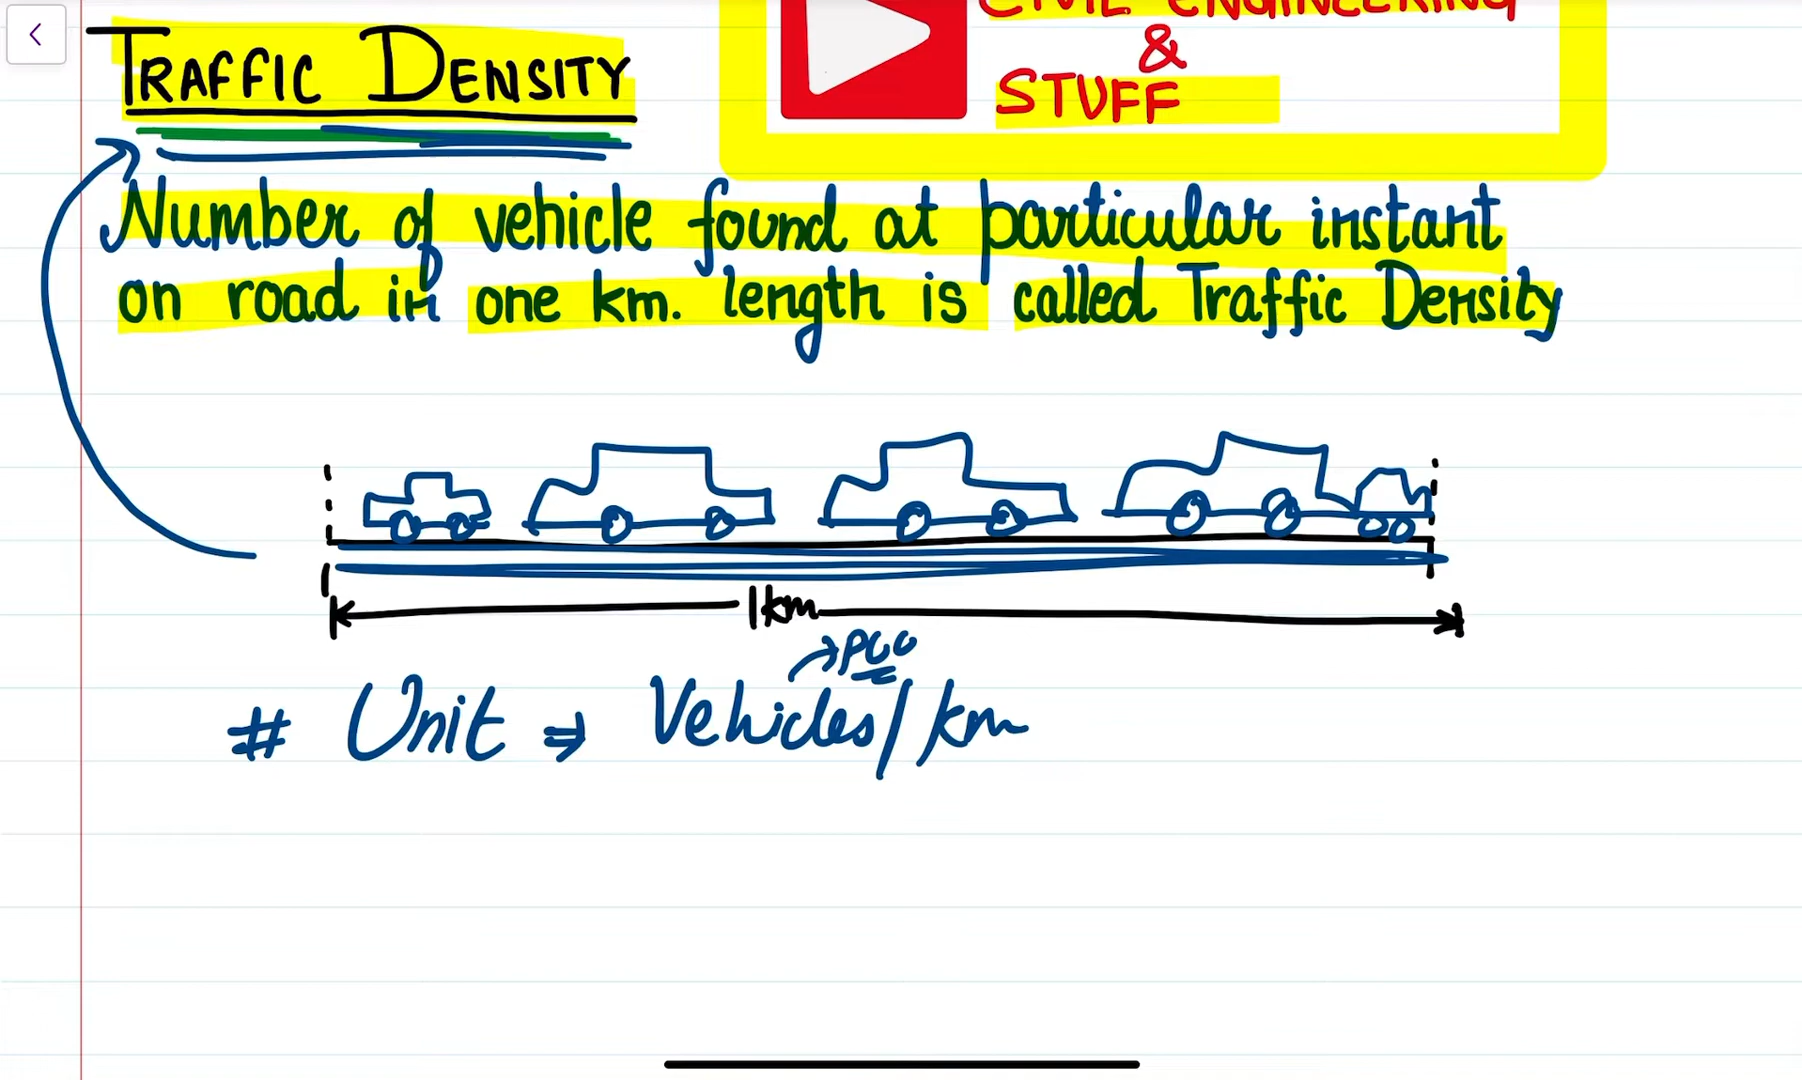 CIVIL ENGINEERING
&
STUFF
TRAFFIC DENSITY
Number of vehicle found at particular instant
on road in one km. length is called Traffic Density
1km
→PCU
# Unit ⇒ Vehicles/km